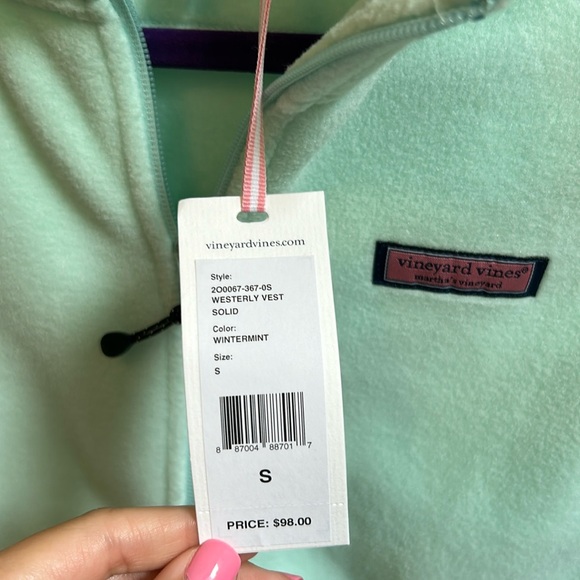 vineyardvines.com
Style:
2O0067-367-0S
WESTERLY VEST
SOLID
Color:
WINTERMINT
Size:
S
8 87004 88701 7
S
PRICE: $98.00
vineyard vines®
martha's vineyard